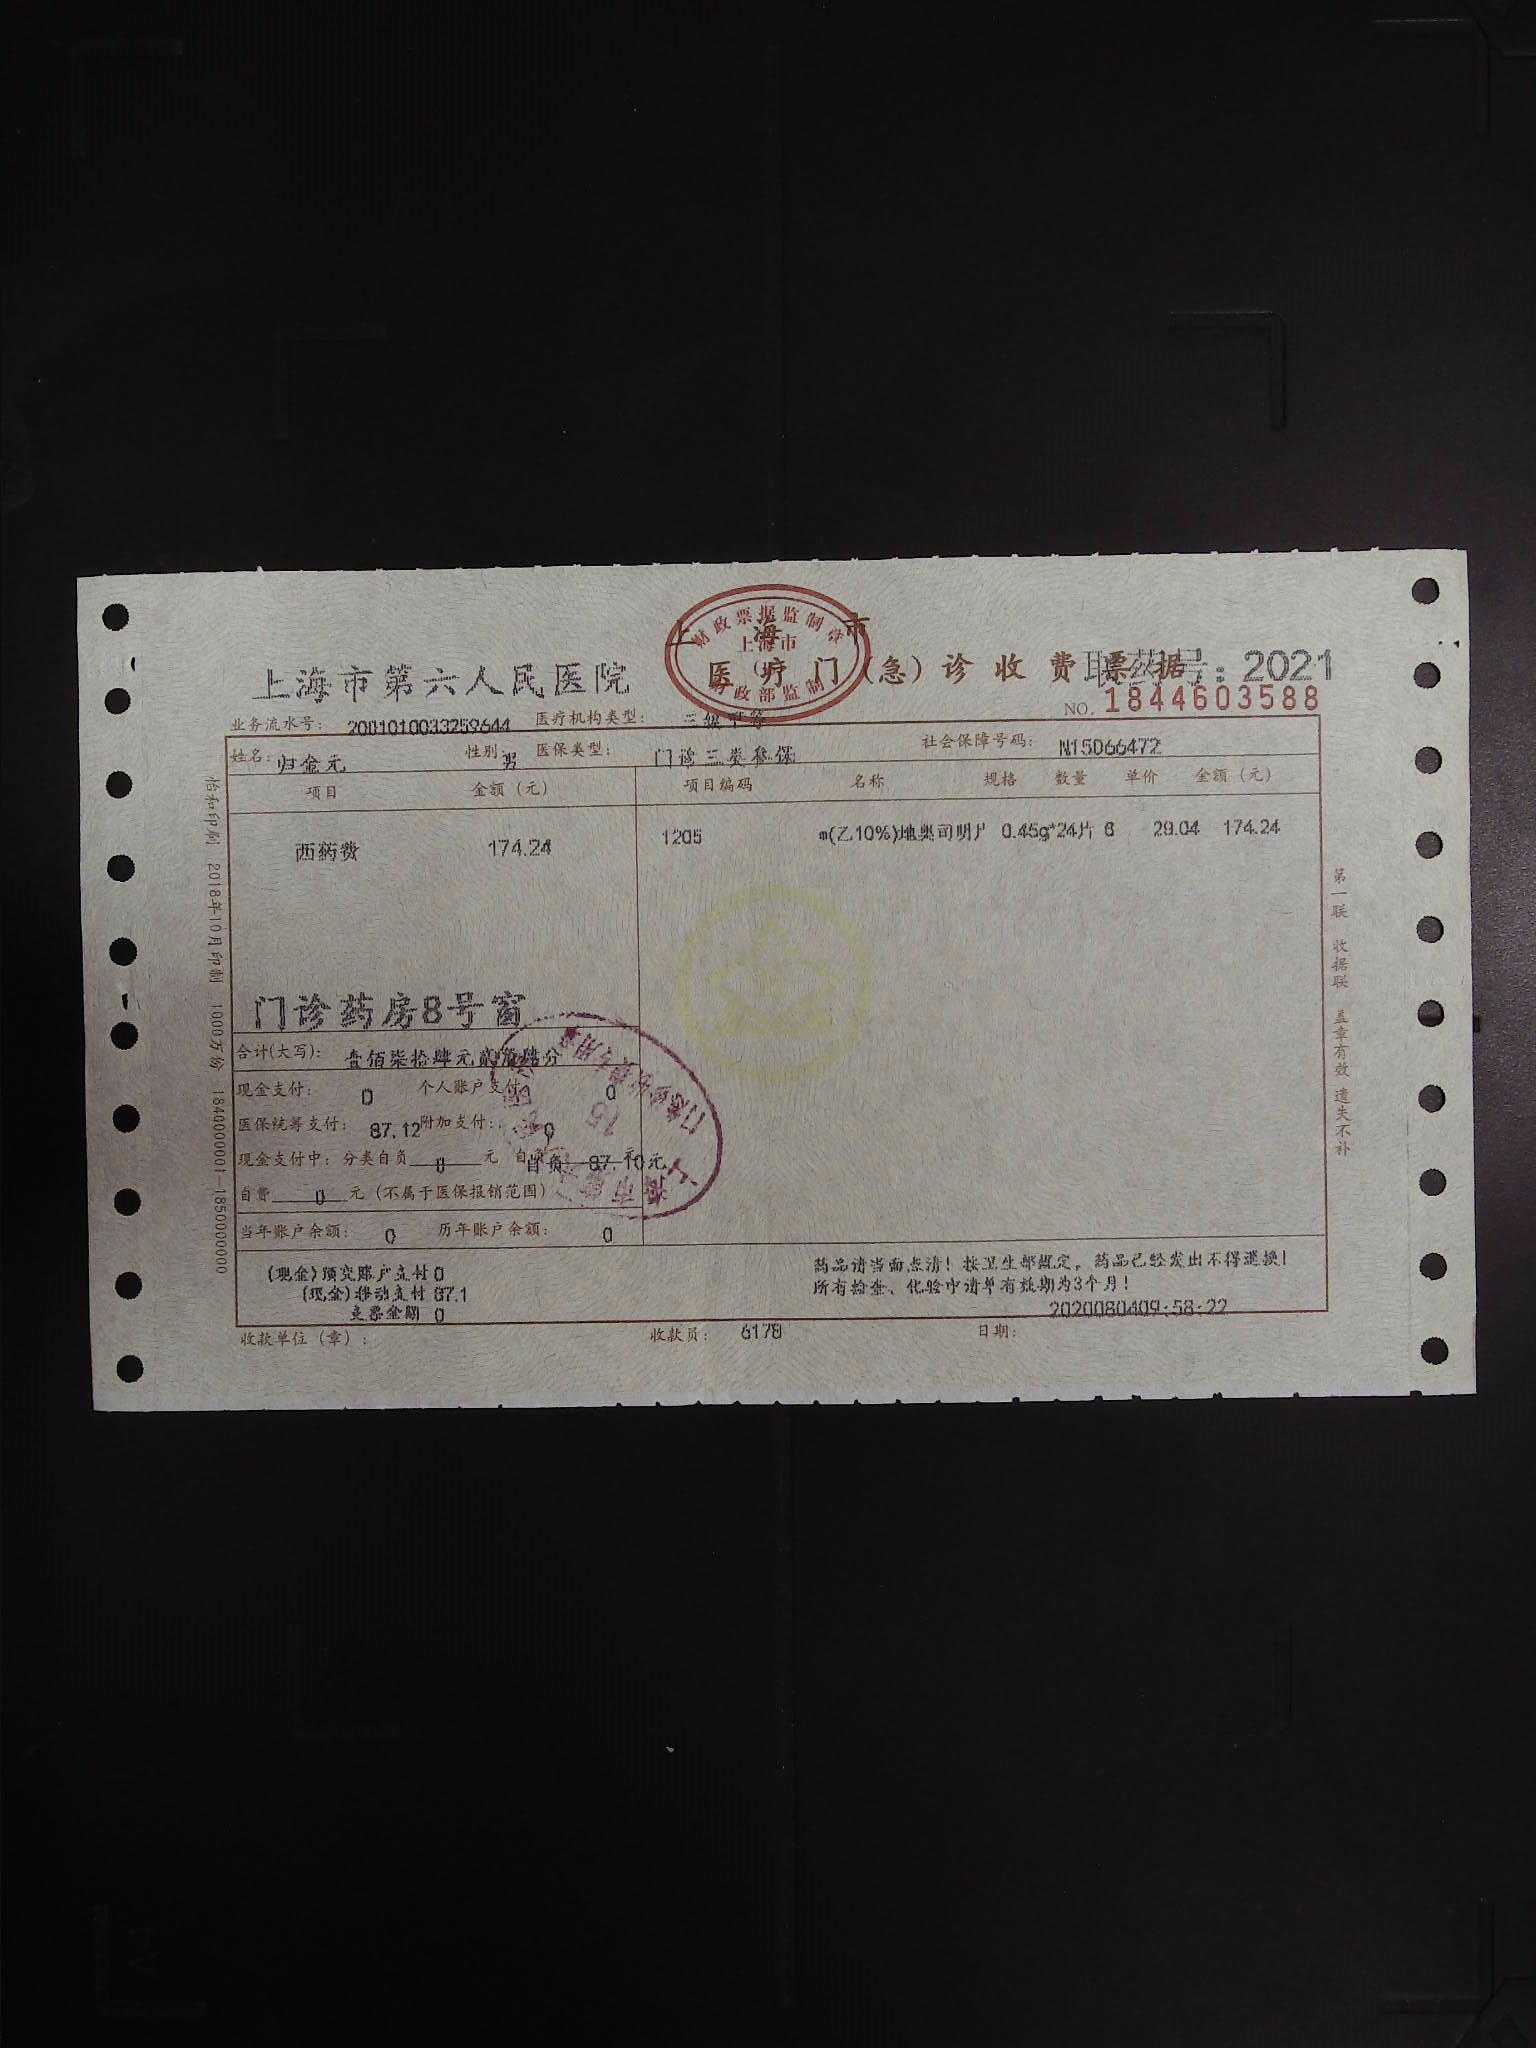 财政票据监制章
上海市
财政部监制
上海市
上海市第六人民医院 医疗门(急)诊收费票据 取药号:2021
NO. 1844603588
业务流水号: 2001010033259644 医疗机构类型: 三级甲等
姓名: 归金元 性别: 男 医保类型: 门诊三类参保 社会保障号码: N15D66472
项目 金额(元) 项目编码 名称 规格 数量 单价 金额(元)
西药费 174.24 1205 m(乙10%)地奥司明片 0.45g*24片 6 29.04 174.24
门诊药房8号窗
合计(大写): 壹佰柒拾肆元贰角肆分
现金支付: 0 个人账户支付: 0
医保统筹支付: 87.12 附加支付: 0
现金支付中: 分类自负 0 元 自负 自负 87.10元
自费 0 元(不属于医保报销范围)
当年账户余额: 0 历年账户余额: 0
(现金)预交账户支付 0
(现金)移动支付 87.1
支票金额 0
药品请当面点清!按卫生部规定,药品已经发出不得退换!
所有检查、化验申请单有效期为3个月!
2020080409:58:22
收款单位(章): 收款员: 6178 日期:
怡和印刷 2018年10月印制 1000万份 1840000001—1850000000
第一联 收据联 盖章有效 遗失不补
15